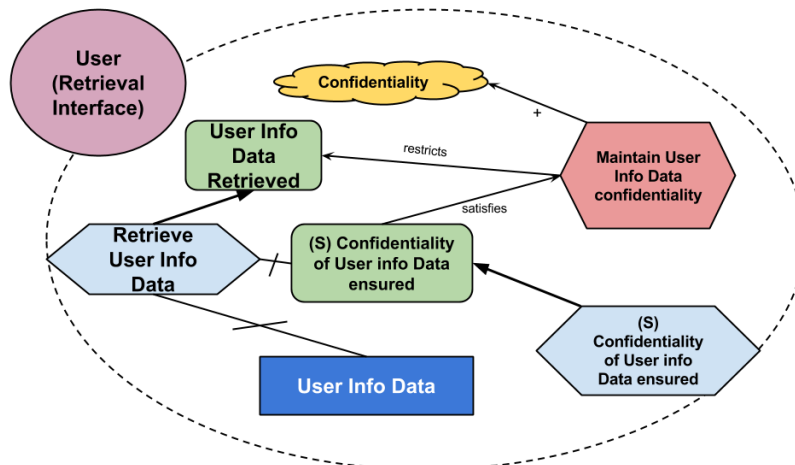 User
(Retrieval
Interface)
Confidentiality
+
User Info
Data
Retrieved
restricts
Maintain User
Info Data
confidentiality
satisfies
Retrieve
User Info
Data
(S) Confidentiality
of User info Data
ensured
(S)
Confidentiality
of User info
Data ensured
User Info Data